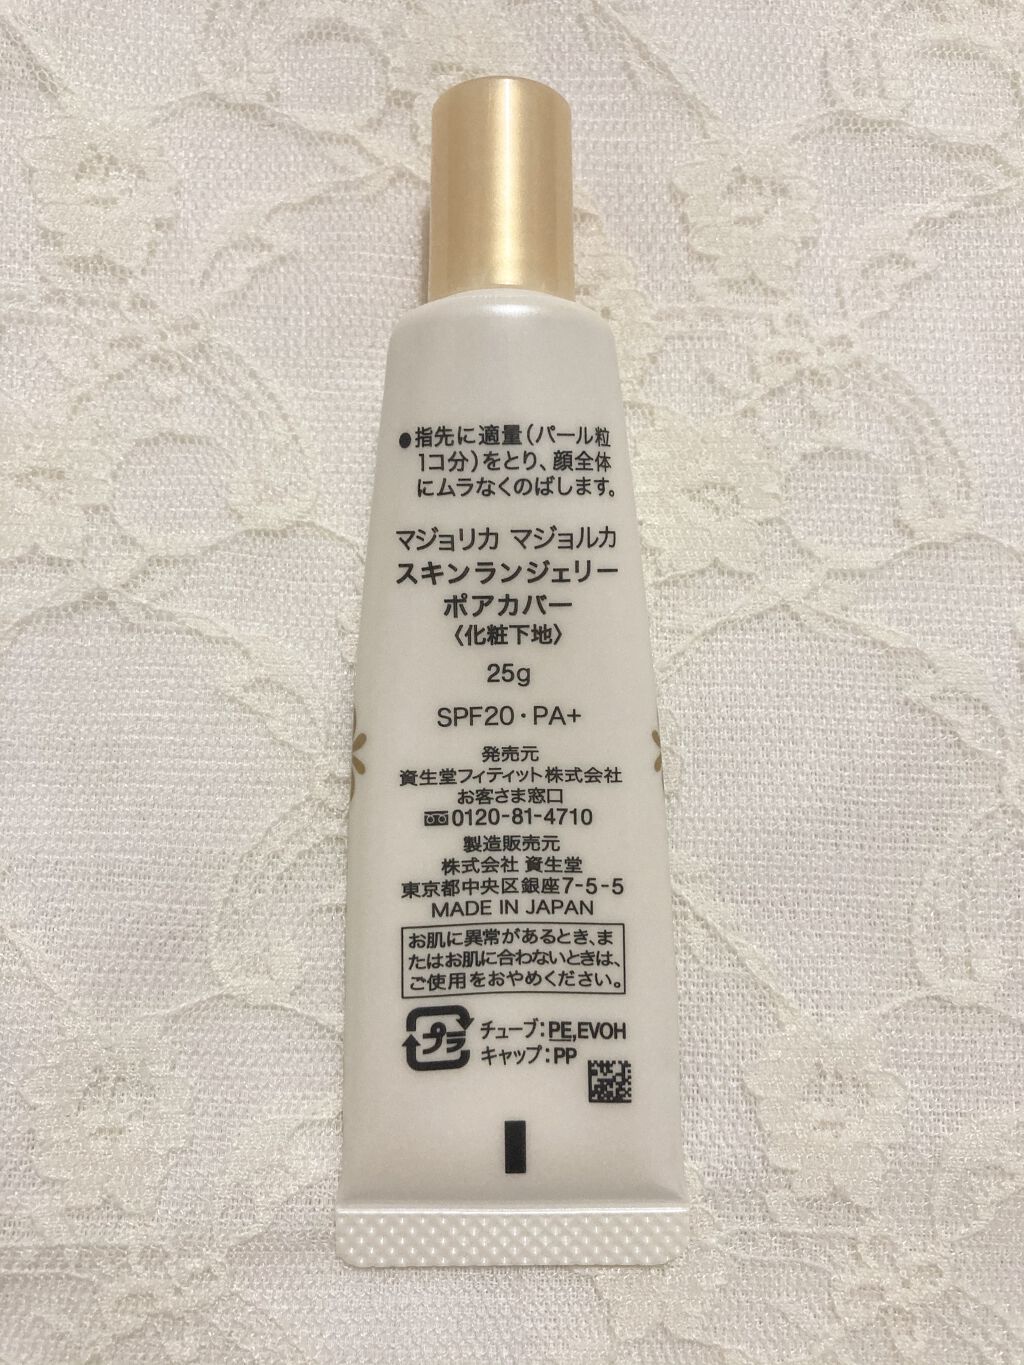 ●指先に適量(パール粒
1コ分)をとり、顔全体
にムラなくのばします。
マジョリカ マジョルカ
スキンランジェリー
ポアカバー
〈化粧下地〉
25g
SPF20・PA+
発売元
資生堂フィティット株式会社
お客さま窓口
0120-81-4710
製造販売元
株式会社 資生堂
東京都中央区銀座7-5-5
MADE IN JAPAN
お肌に異常があるとき、ま
たはお肌に合わないときは、
ご使用をおやめください。
プラ
チューブ:PE,EVOH
キャップ:PP